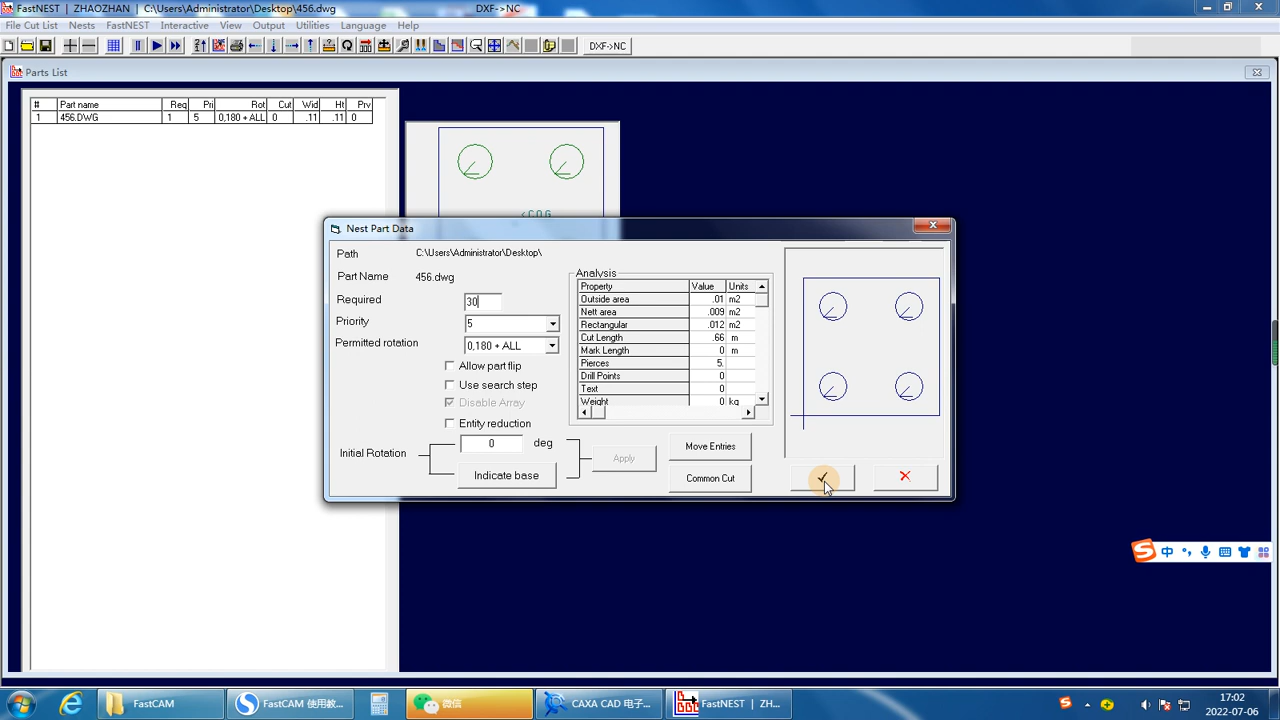 FastNEST | ZHAOZHAN | C:\Users\Administrator\Desktop\456.dwg DXF->NC
File Cut List Nests FastNEST Interactive View Output Utilities Language Help
DXF->NC
Parts List
# Part name Req Pri Rot Cut Wid Ht Prv
1 456.DWG 1 5 0,180 + ALL 0 .11 .11 0
<COG
Nest Part Data
Path C:\Users\Administrator\Desktop\
Part Name 456.dwg
Required 30
Priority 5
Permitted rotation 0,180 + ALL
Allow part flip
Use search step
Disable Array
Entity reduction
Initial Rotation 0 deg
Indicate base
Apply
Analysis
Property Value Units
Outside area .01 m2
Nett area .009 m2
Rectangular .012 m2
Cut Length .66 m
Mark Length 0 m
Pierces 5.
Drill Points 0
Text 0
Weight 0 kg
Move Entries
Common Cut
中
FastCAM
FastCAM 使用教...
微信
CAXA CAD 电子...
FastNEST | ZH...
17:02
2022-07-06